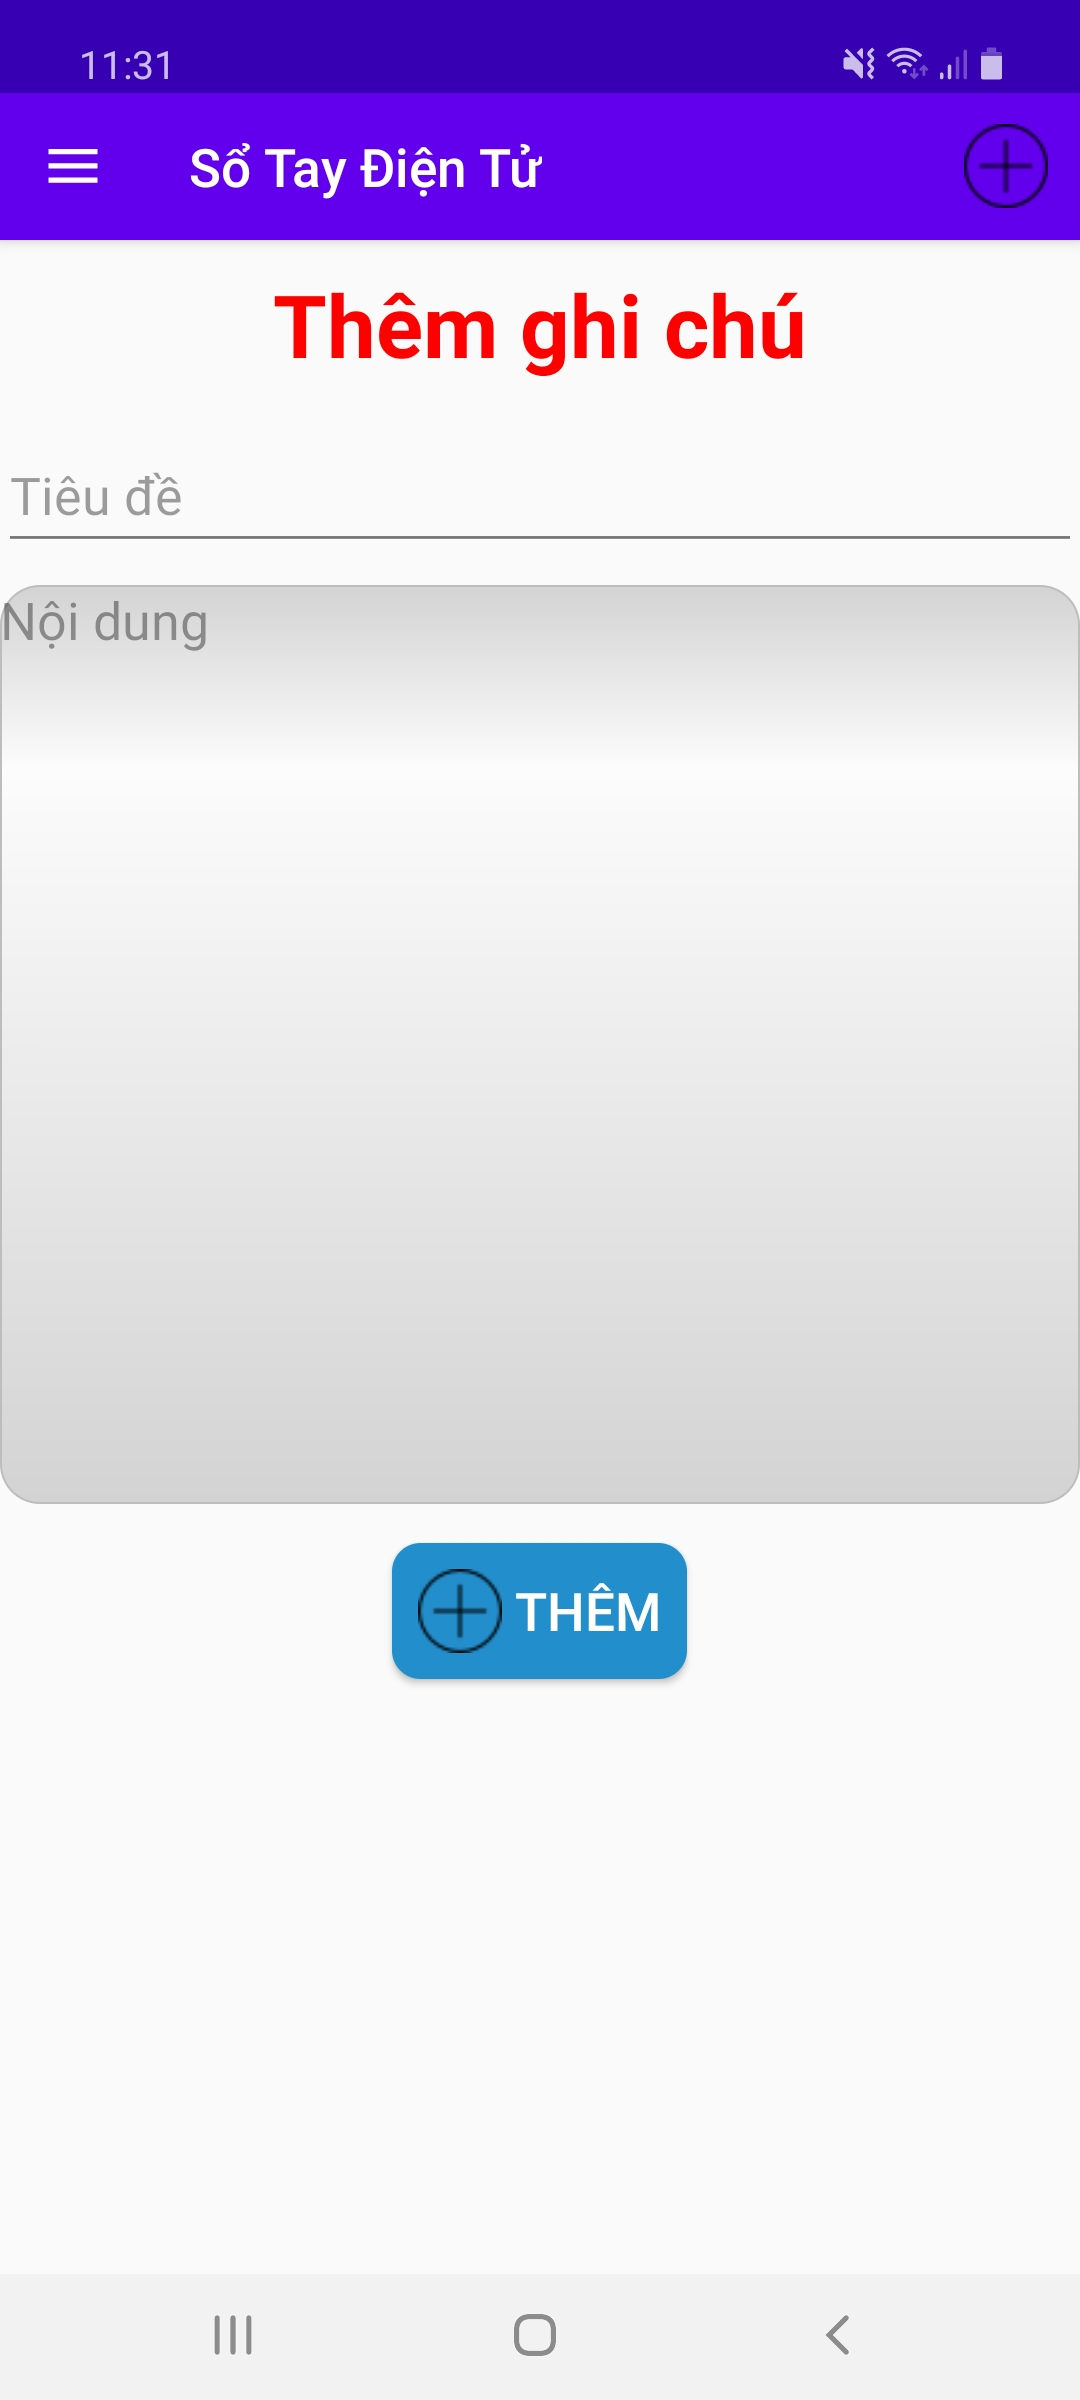 11:31
Sổ Tay Điện Tử
Thêm ghi chú
Tiêu đề
Nội dung
THÊM